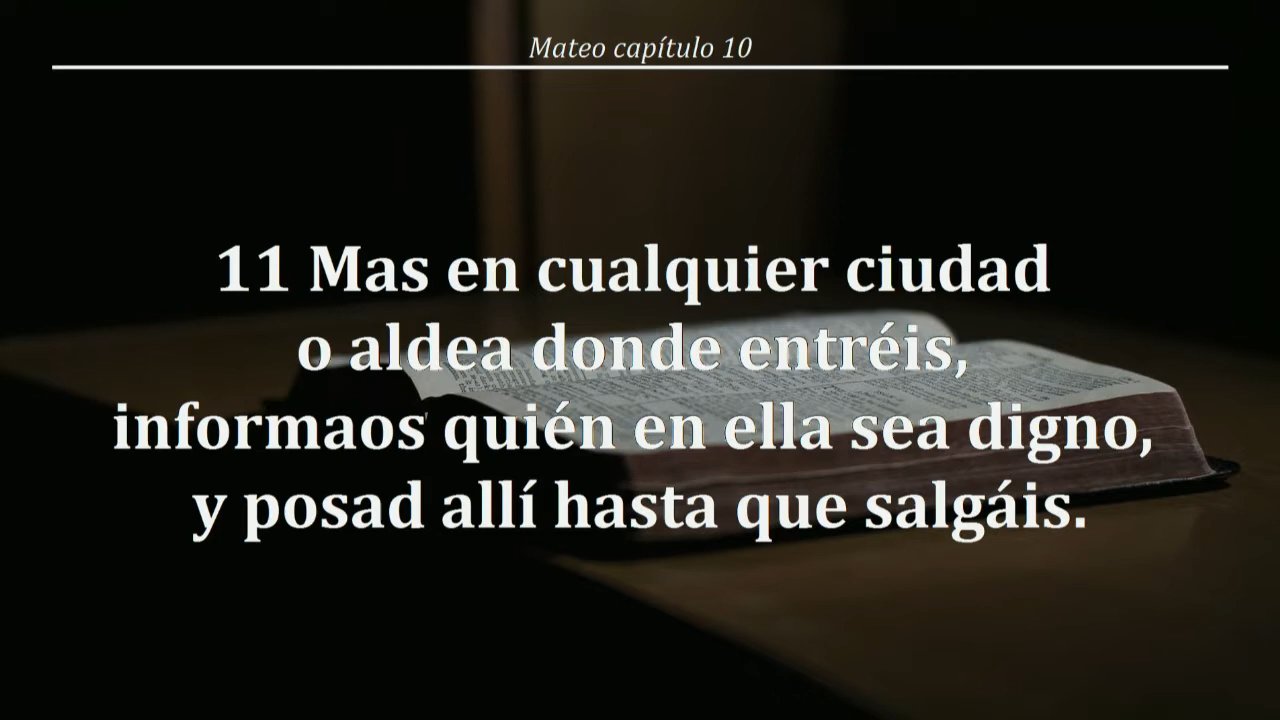 Mateo capítulo 10
11 Mas en cualquier ciudad
o aldea donde entréis,
informaos quién en ella sea digno,
y posad allí hasta que salgáis.